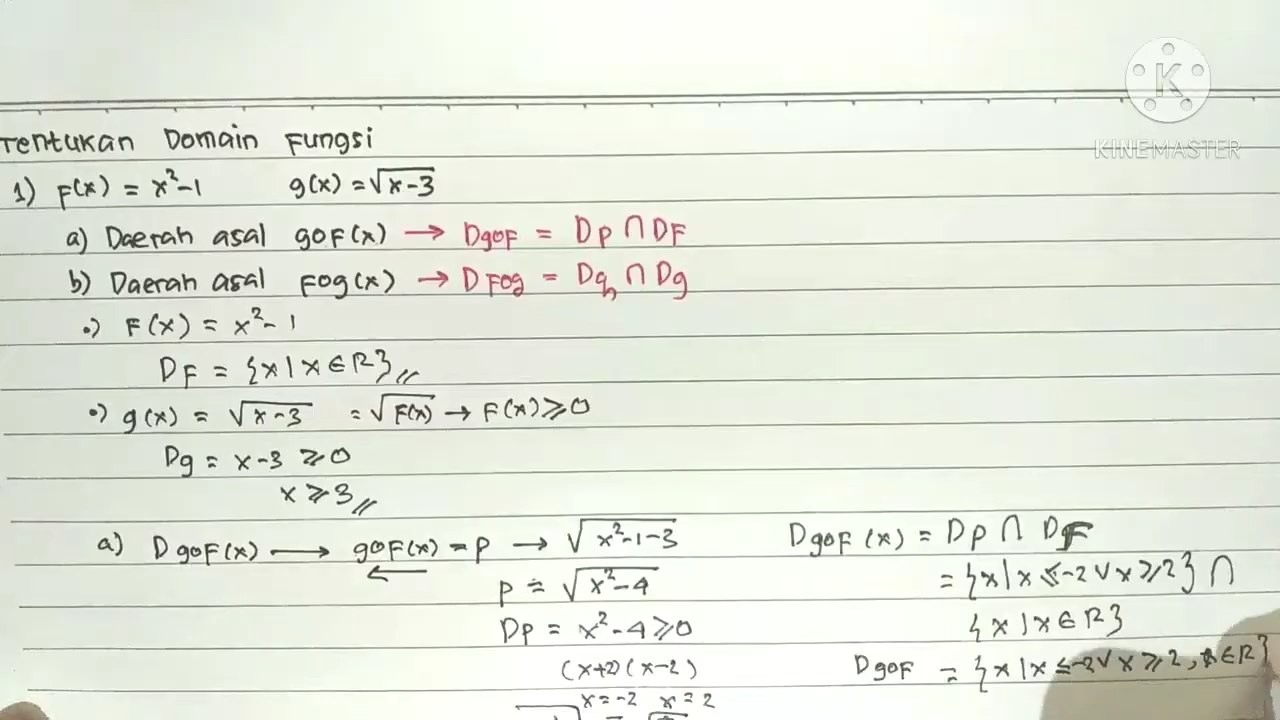 KINEMASTER
Tentukan Domain Fungsi
1) F(x) = x²-1 g(x) = √x-3
a) Daerah asal gof(x) → Dgof = Dp ∩ DF
b) Daerah asal Fog(x) → DFog = Dq ∩ Dg
•) F(x) = x²-1
DF = {x|x ∈ R}//
•) g(x) = √x-3 = √F(x) → F(x) ≥ 0
Dg = x-3 ≥ 0
x ≥ 3//
a) Dgof(x) → gof(x) = p → √x²-1-3
p = √x²-4
Dp = x²-4 ≥ 0
(x+2)(x-2)
x=-2 x=2
Dgof(x) = Dp ∩ DF
= {x|x ≤ -2 ∨ x ≥ 2} ∩
{x|x ∈ R}
Dgof = {x|x ≤ -2 ∨ x ≥ 2, x ∈ R}